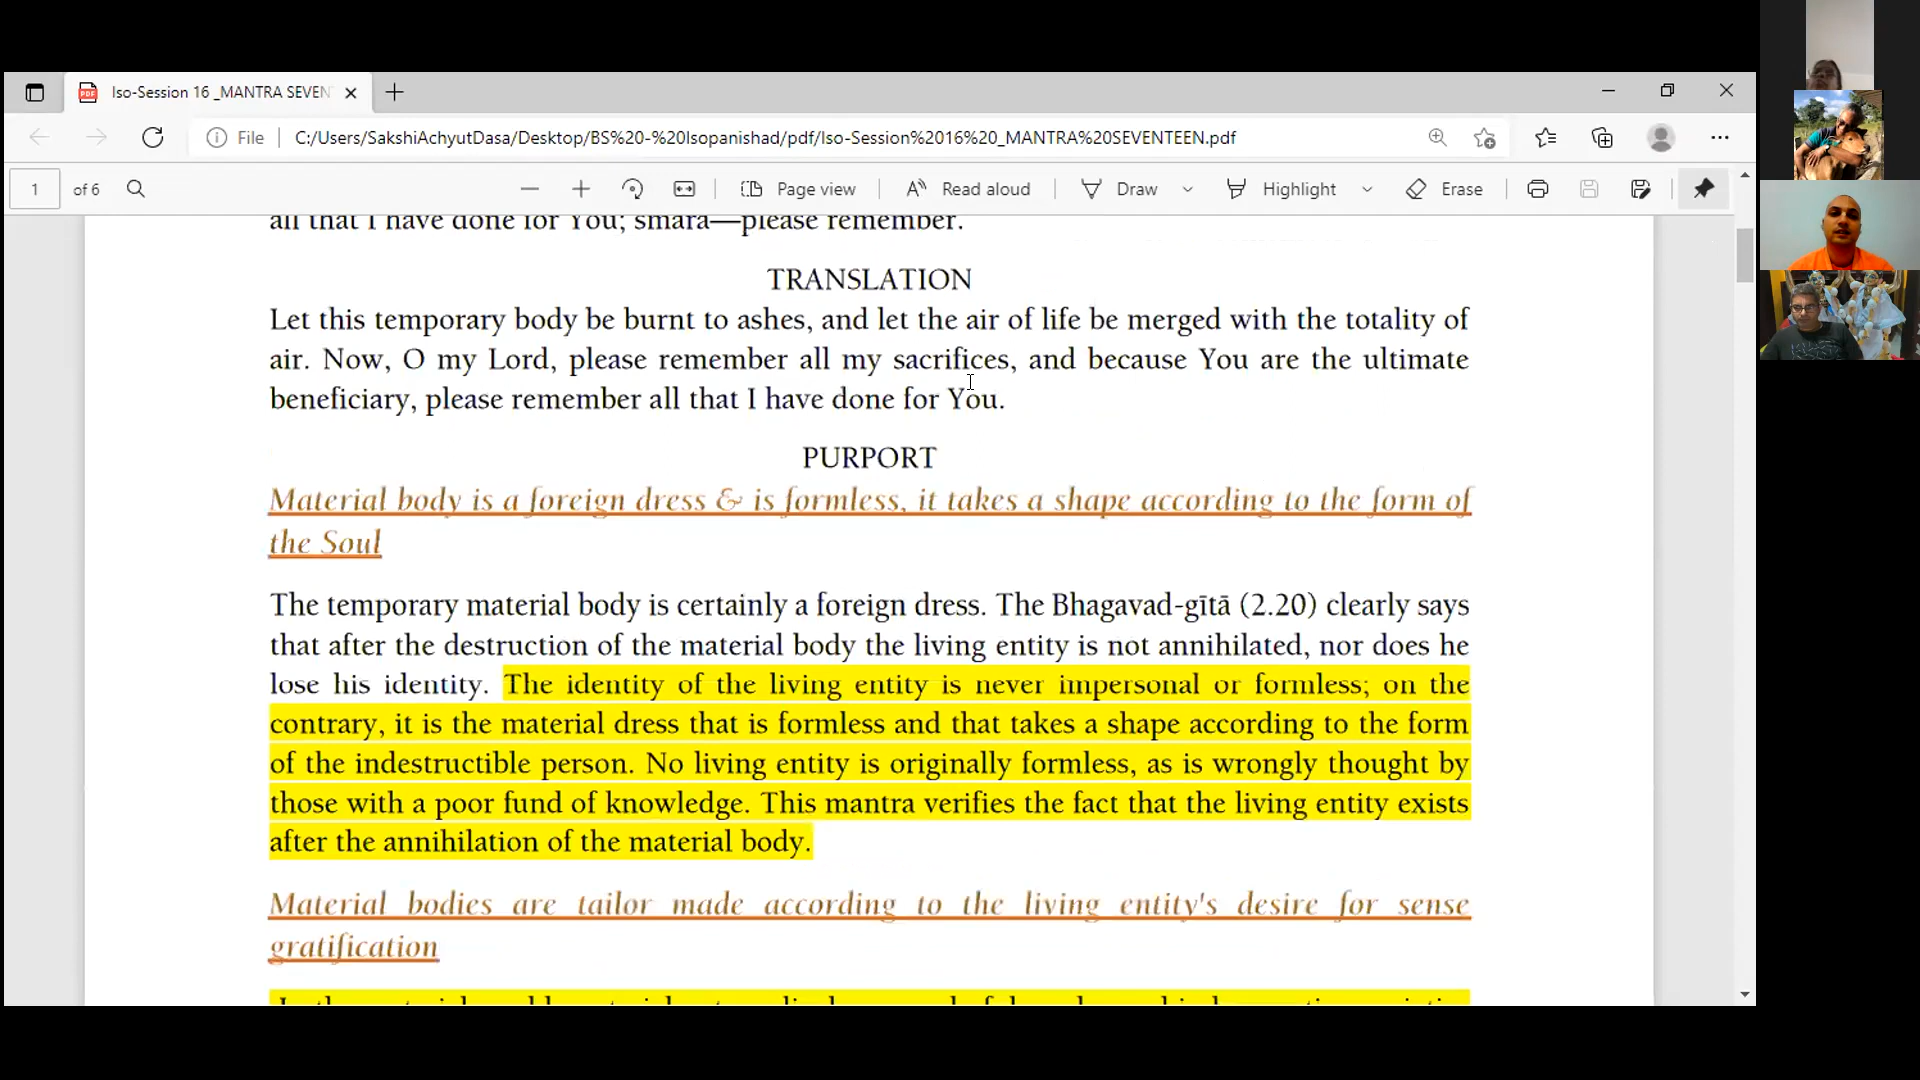 Iso-Session 16 _MANTRA SEVEN
File C:/Users/SakshiAchyutDasa/Desktop/BS%20-%20Isopanishad/pdf/Iso-Session%2016%20_MANTRA%20SEVENTEEN.pdf
1 of 6 Page view Read aloud Draw Highlight Erase
all that I have done for You; smara—please remember.
TRANSLATION
Let this temporary body be burnt to ashes, and let the air of life be merged with the totality of
air. Now, O my Lord, please remember all my sacrifices, and because You are the ultimate
beneficiary, please remember all that I have done for You.
PURPORT
Material body is a foreign dress & is formless, it takes a shape according to the form of
the Soul
The temporary material body is certainly a foreign dress. The Bhagavad-gītā (2.20) clearly says
that after the destruction of the material body the living entity is not annihilated, nor does he
lose his identity. The identity of the living entity is never impersonal or formless; on the
contrary, it is the material dress that is formless and that takes a shape according to the form
of the indestructible person. No living entity is originally formless, as is wrongly thought by
those with a poor fund of knowledge. This mantra verifies the fact that the living entity exists
after the annihilation of the material body.
Material bodies are tailor made according to the living entity's desire for sense
gratification